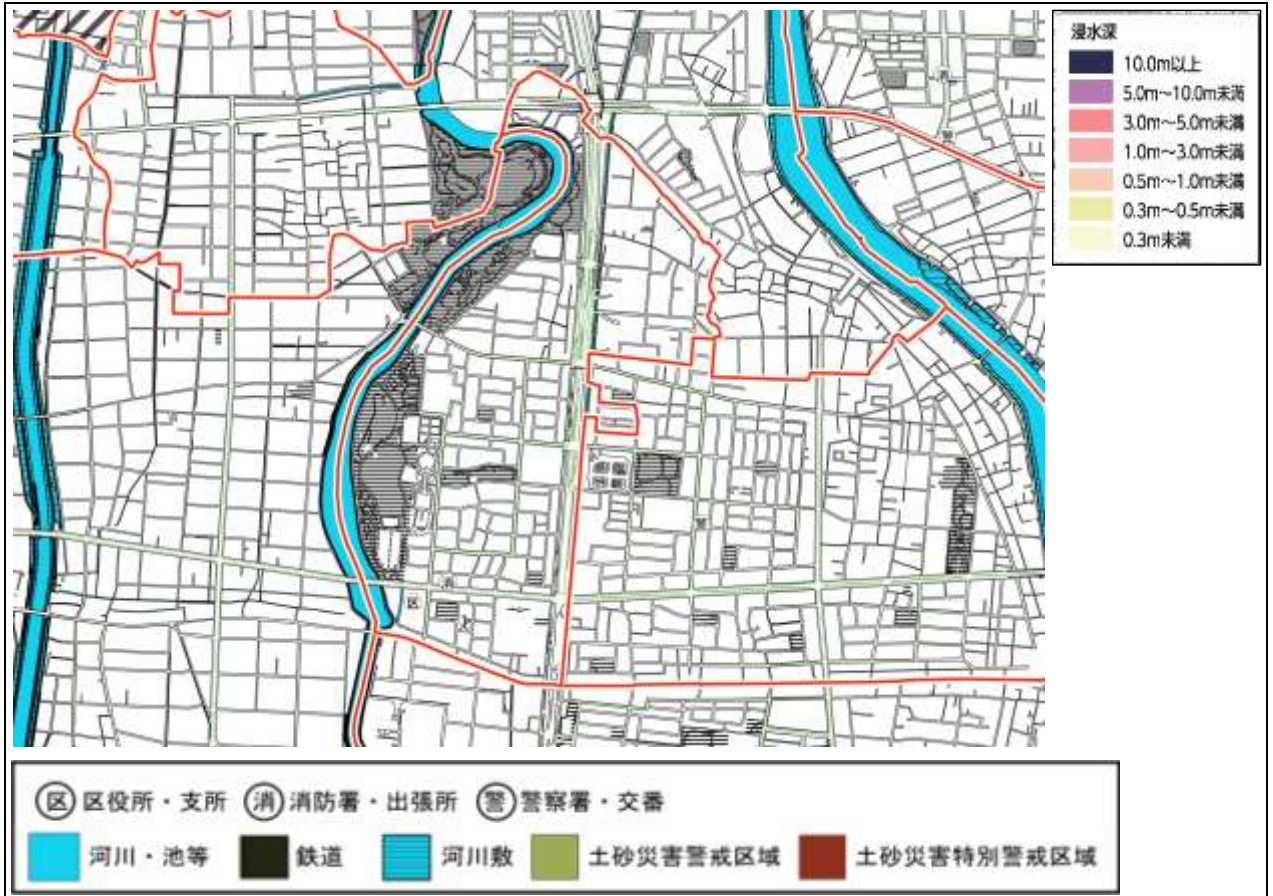 浸水深
10.0m以上
5.0m〜10.0m未満
3.0m〜5.0m未満
1.0m〜3.0m未満
0.5m〜1.0m未満
0.3m〜0.5m未満
0.3m未満
区
区 区役所・支所 消 消防署・出張所 警 警察署・交番
河川・池等 鉄道 河川敷 土砂災害警戒区域 土砂災害特別警戒区域